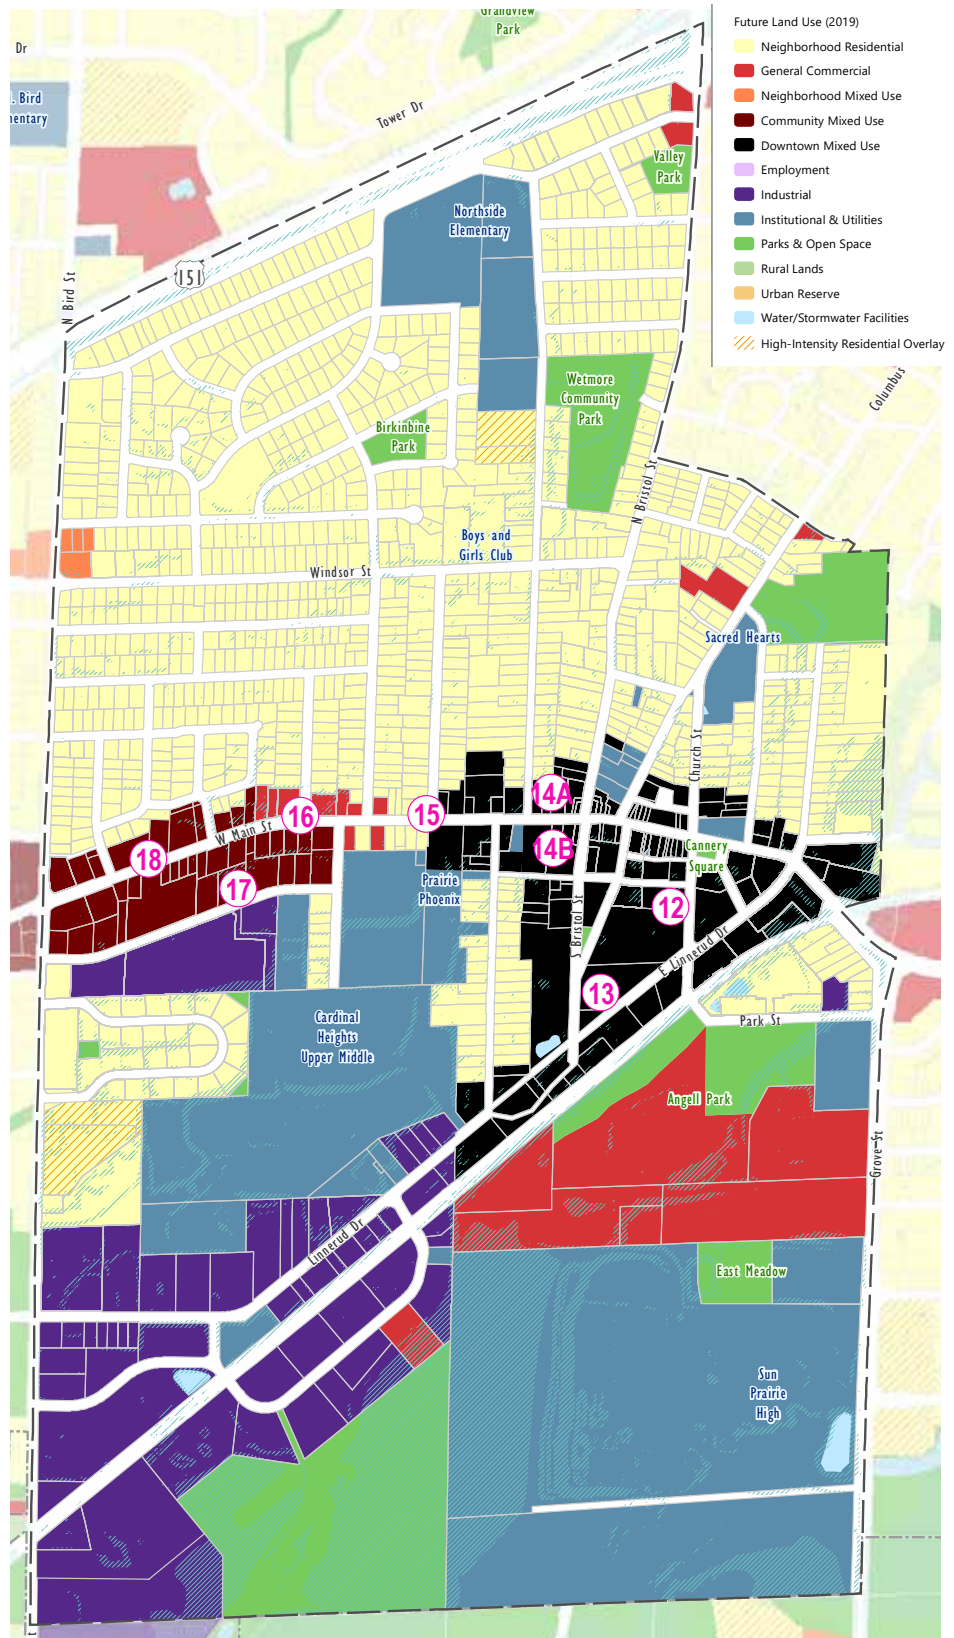 Grandview
Park
Dr
. Bird
mentary
Tower Dr
Future Land Use (2019)
Neighborhood Residential
General Commercial
Neighborhood Mixed Use
Community Mixed Use
Downtown Mixed Use
Employment
Industrial
Institutional & Utilities
Parks & Open Space
Rural Lands
Urban Reserve
Water/Stormwater Facilities
High-Intensity Residential Overlay
Valley
Park
Northside
Elementary
151
N Bird St
Wetmore
Community
Park
Columbus
Birkinbine
Park
N Bristol St
Boys and
Girls Club
Windsor St
Sacred Hearts
Church St
14A
16
15
W Main St
14B
Cannery
Square
18
17
Prairie
Phoenix
12
S Bristol St
E Linnerud Dr
13
Cardinal
Heights
Upper Middle
Park St
Angell Park
Grove St
Linnerud Dr
East Meadow
Sun
Prairie
High